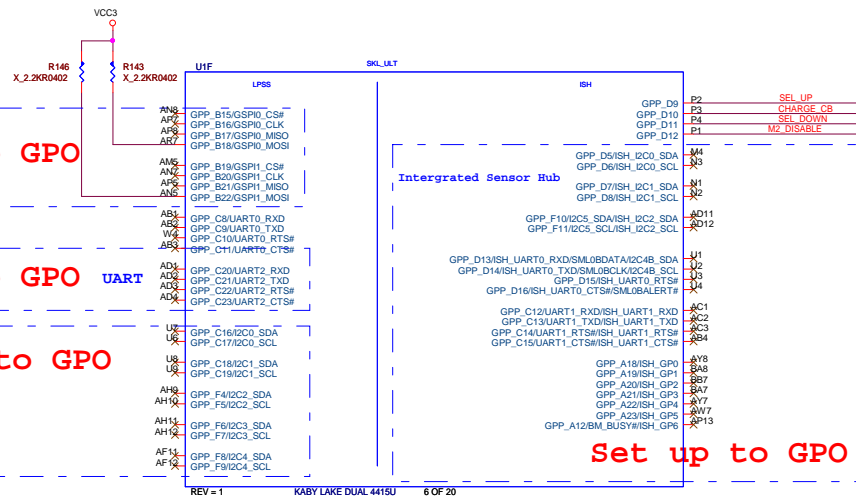 VCC3
R146
X_2.2KR0402
R143
X_2.2KR0402
U1F
SKL_ULT
LPSS
ISH
AN8
AP7
AP8
AR7
GPP_B15/GSPI0_CS#
GPP_B16/GSPI0_CLK
GPP_B17/GSPI0_MISO
GPP_B18/GSPI0_MOSI
GPO
AM5
AN7
AP5
AN5
GPP_B19/GSPI1_CS#
GPP_B20/GSPI1_CLK
GPP_B21/GSPI1_MISO
GPP_B22/GSPI1_MOSI
AB1
AB2
W4
AB3
GPP_C8/UART0_RXD
GPP_C9/UART0_TXD
GPP_C10/UART0_RTS#
GPP_C11/UART0_CTS#
GPO
UART
AD1
AD2
AD3
AD4
GPP_C20/UART2_RXD
GPP_C21/UART2_TXD
GPP_C22/UART2_RTS#
GPP_C23/UART2_CTS#
to GPO
U7
U6
GPP_C16/I2C0_SDA
GPP_C17/I2C0_SCL
U8
U9
GPP_C18/I2C1_SDA
GPP_C19/I2C1_SCL
AH9
AH10
GPP_F4/I2C2_SDA
GPP_F5/I2C2_SCL
AH11
AH12
GPP_F6/I2C3_SDA
GPP_F7/I2C3_SCL
AF11
AF12
GPP_F8/I2C4_SDA
GPP_F9/I2C4_SCL
GPP_D9 P2 SEL_UP
GPP_D10 P3 CHARGE_CB
GPP_D11 P4 SEL_DOWN
GPP_D12 P1 M2_DISABLE
Intergrated Sensor Hub
GPP_D5/ISH_I2C0_SDA M4
GPP_D6/ISH_I2C0_SCL N3
GPP_D7/ISH_I2C1_SDA N1
GPP_D8/ISH_I2C1_SCL N2
GPP_F10/I2C5_SDA/ISH_I2C2_SDA AD11
GPP_F11/I2C5_SCL/ISH_I2C2_SCL AD12
GPP_D13/ISH_UART0_RXD/SML0BDATA/I2C4B_SDA U1
GPP_D14/ISH_UART0_TXD/SML0BCLK/I2C4B_SCL U2
GPP_D15/ISH_UART0_RTS# U3
GPP_D16/ISH_UART0_CTS#/SML0BALERT# U4
GPP_C12/UART1_RXD/ISH_UART1_RXD AC1
GPP_C13/UART1_TXD/ISH_UART1_TXD AC2
GPP_C14/UART1_RTS#/ISH_UART1_RTS# AC3
GPP_C15/UART1_CTS#/ISH_UART1_CTS# AB4
GPP_A18/ISH_GP0 AY8
GPP_A19/ISH_GP1 BA8
GPP_A20/ISH_GP2 BB7
GPP_A21/ISH_GP3 BA7
GPP_A22/ISH_GP4 AY7
GPP_A23/ISH_GP5 AW7
GPP_A12/BM_BUSY#/ISH_GP6 AP13
Set up to GPO
REV = 1
KABY LAKE DUAL 4415U
6 OF 20